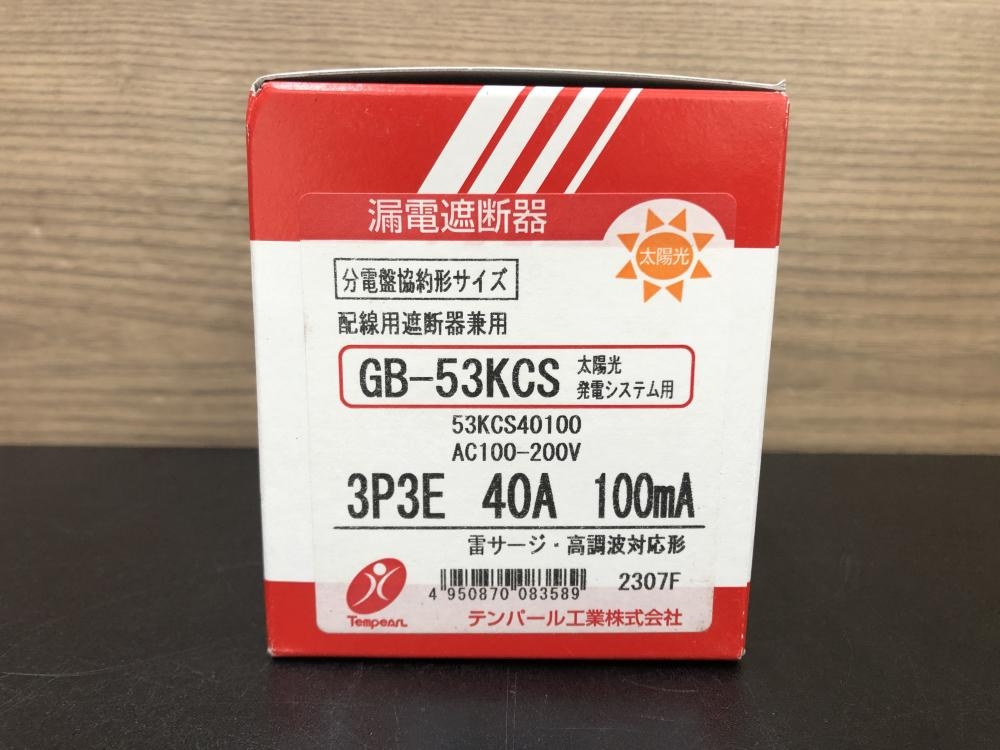 漏電遮断器
太陽光
分電盤協約形サイズ
配線用遮断器兼用
GB-53KCS 太陽光
発電システム用
53KCS40100
AC100-200V
3P3E 40A 100mA
雷サージ・高調波対応形
4 950870 083589 2307F
Tempearl テンパール工業株式会社